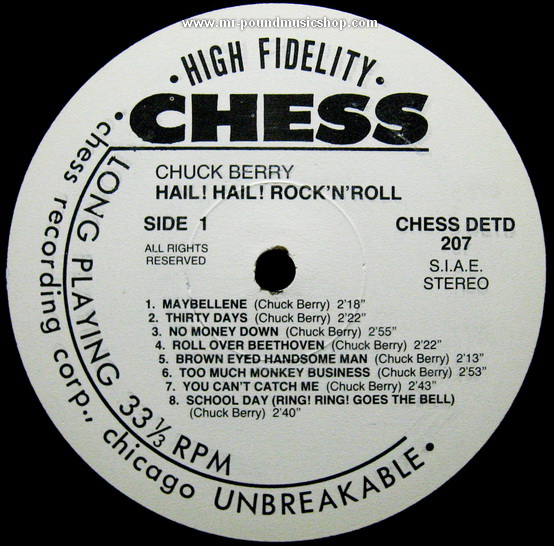 www.mr-poundmusicshop.com
• HIGH FIDELITY •
CHESS
CHUCK BERRY
HAIL! HAIL! ROCK'N'ROLL
SIDE 1
ALL RIGHTS
RESERVED
CHESS DETD
207
S.I.A.E.
STEREO
1. MAYBELLENE (Chuck Berry) 2'18"
2. THIRTY DAYS (Chuck Berry) 2'22"
3. NO MONEY DOWN (Chuck Berry) 2'55"
4. ROLL OVER BEETHOVEN (Chuck Berry) 2'22"
5. BROWN EYED HANDSOME MAN (Chuck Berry) 2'13"
6. TOO MUCH MONKEY BUSINESS (Chuck Berry) 2'53"
7. YOU CAN'T CATCH ME (Chuck Berry) 2'43"
8. SCHOOL DAY (RING! RING! GOES THE BELL)
(Chuck Berry) 2'40"
LONG PLAYING 33⅓ RPM
• chess recording corp., chicago UNBREAKABLE •